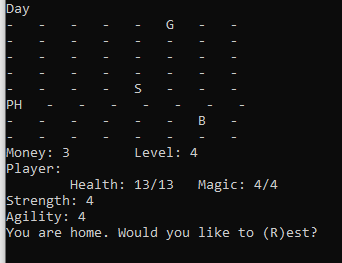 Day
-   -   -   -   -   G   -   -
-   -   -   -   -   -   -   -
-   -   -   -   -   -   -   -
-   -   -   -   -   -   -   -
-   -   -   -   S   -   -   -
PH   -   -   -   -   -   -   -
-   -   -   -   -   -   B   -
-   -   -   -   -   -   -   -
Money: 3        Level: 4
Player:
        Health: 13/13   Magic: 4/4
Strength: 4
Agility: 4
You are home. Would you like to (R)est?